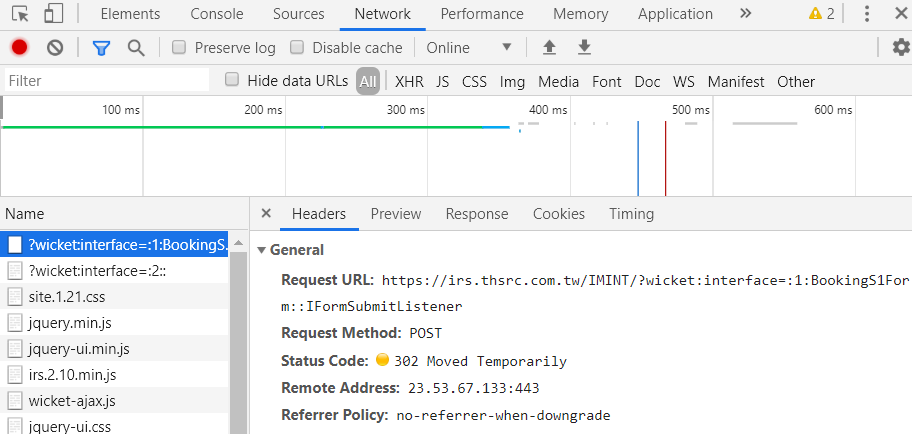 Elements Console Sources Network Performance Memory Application » 2
Preserve log Disable cache Online
Filter Hide data URLs All XHR JS CSS Img Media Font Doc WS Manifest Other
100 ms 200 ms 300 ms 400 ms 500 ms 600 ms
Name
?wicket:interface=:1:BookingS.
?wicket:interface=:2::
site.1.21.css
jquery.min.js
jquery-ui.min.js
irs.2.10.min.js
wicket-ajax.js
jquery-ui.css
× Headers Preview Response Cookies Timing
▼ General
Request URL: https://irs.thsrc.com.tw/IMINT/?wicket:interface=:1:BookingS1For
m::IFormSubmitListener
Request Method: POST
Status Code: 302 Moved Temporarily
Remote Address: 23.53.67.133:443
Referrer Policy: no-referrer-when-downgrade